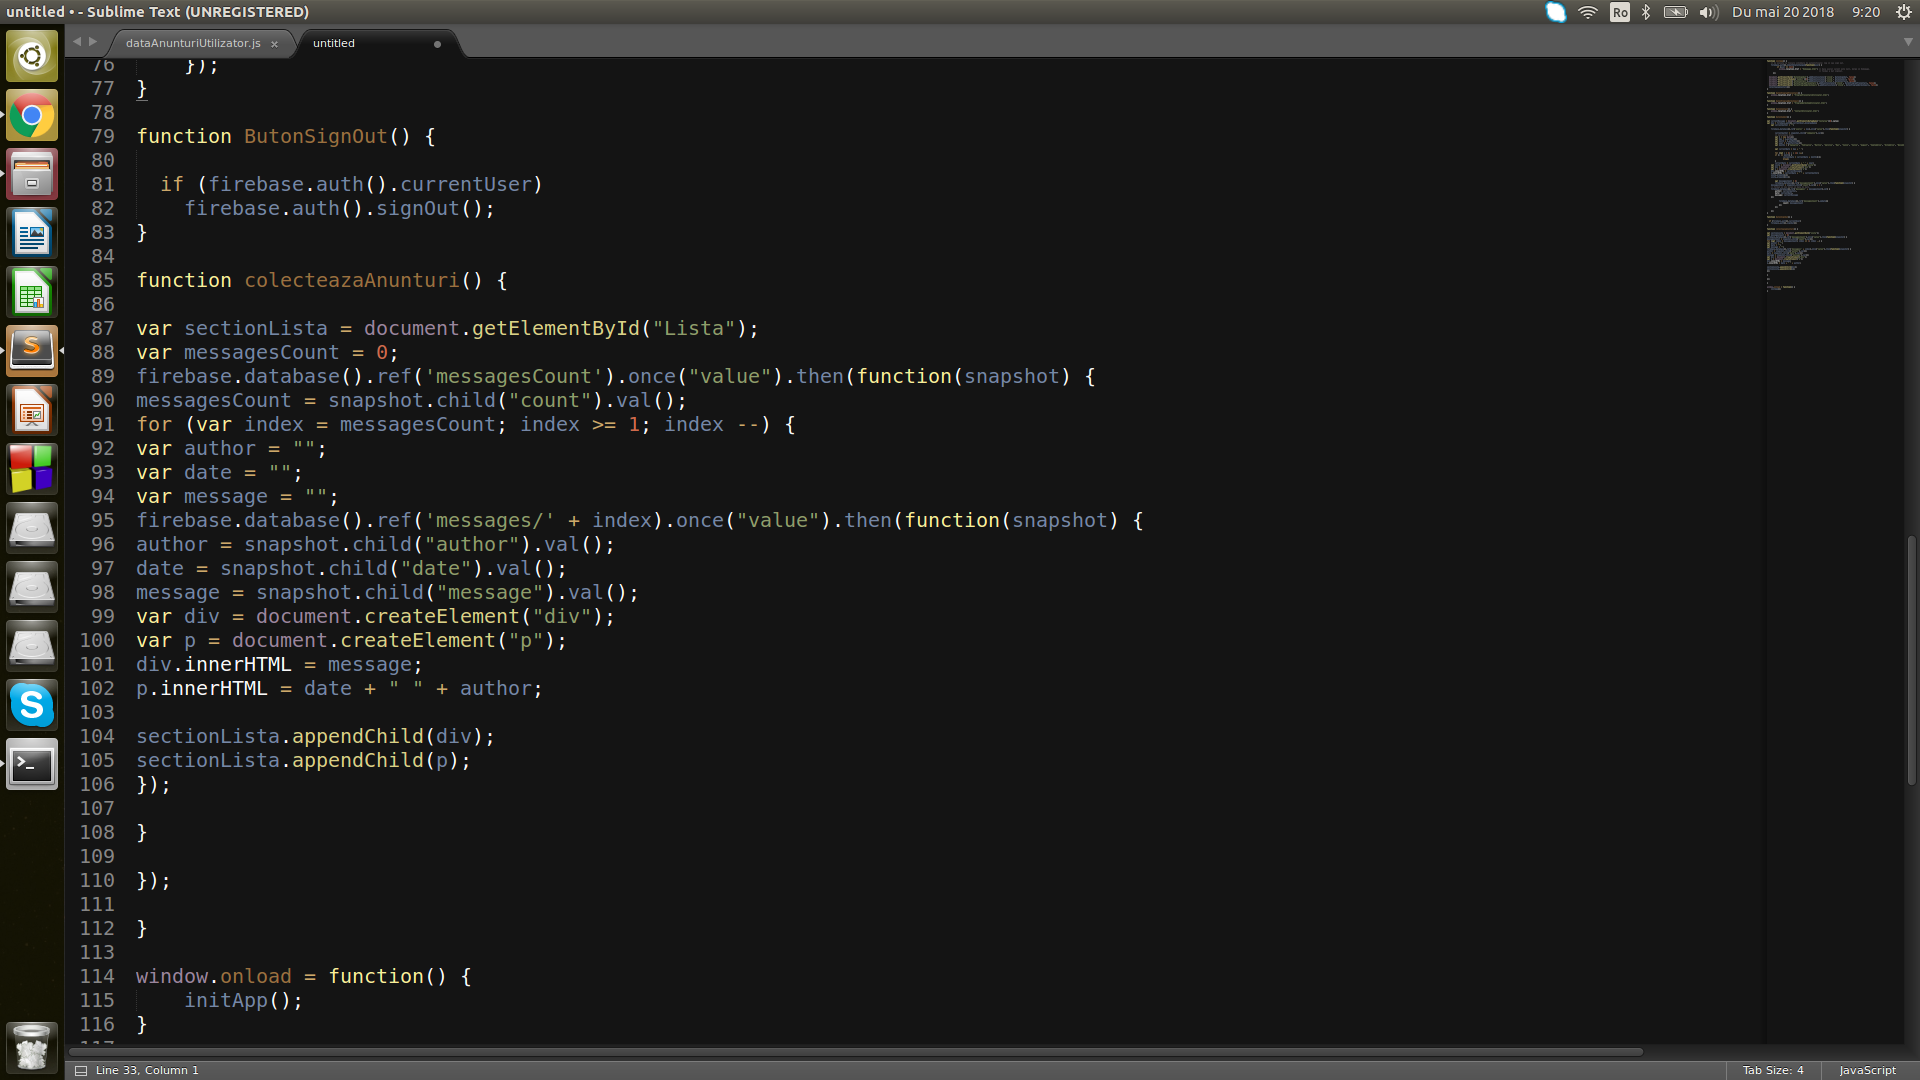 untitled • - Sublime Text (UNREGISTERED)
Ro
Du mai 20 2018
9:20
dataAnunturiUtilizator.js ×
untitled
76 });
77 }
78
79 function ButonSignOut() {
80
81 if (firebase.auth().currentUser)
82 firebase.auth().signOut();
83 }
84
85 function colecteazaAnunturi() {
86
87 var sectionLista = document.getElementById("Lista");
88 var messagesCount = 0;
89 firebase.database().ref('messagesCount').once("value").then(function(snapshot) {
90 messagesCount = snapshot.child("count").val();
91 for (var index = messagesCount; index >= 1; index --) {
92 var author = "";
93 var date = "";
94 var message = "";
95 firebase.database().ref('messages/' + index).once("value").then(function(snapshot) {
96 author = snapshot.child("author").val();
97 date = snapshot.child("date").val();
98 message = snapshot.child("message").val();
99 var div = document.createElement("div");
100 var p = document.createElement("p");
101 div.innerHTML = message;
102 p.innerHTML = date + " " + author;
103
104 sectionLista.appendChild(div);
105 sectionLista.appendChild(p);
106 });
107
108 }
109
110 });
111
112 }
113
114 window.onload = function() {
115 initApp();
116 }
Line 33, Column 1
Tab Size: 4
JavaScript